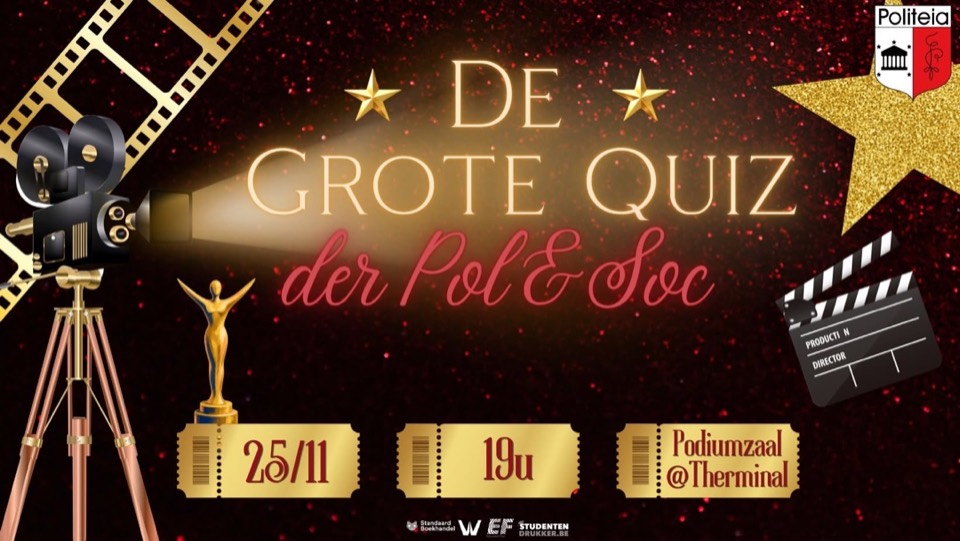 Politeia
DE
GROTE QUIZ
der Pol & Soc
PRODUCTI N
DIRECTOR
25/11
19u
Podiumzaal
@Therminal
Standaard
Boekhandel
W
EF
STUDENTEN
DRUKKER.BE